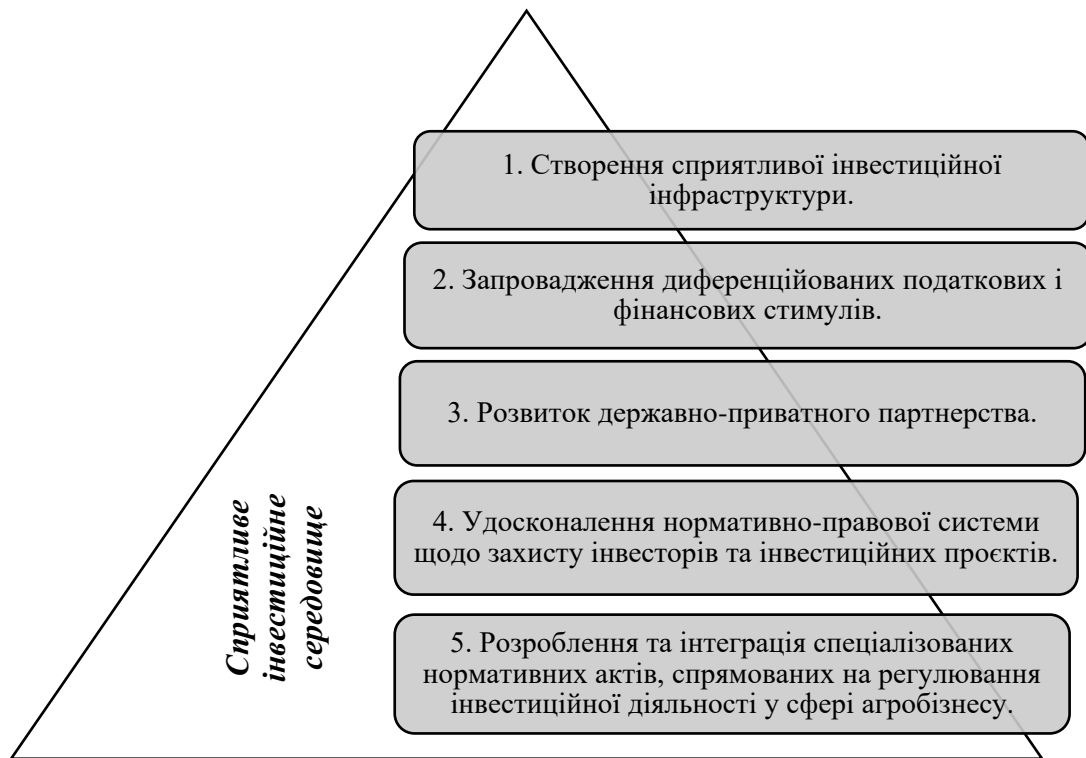 1. Створення сприятливої інвестиційної
інфраструктури.
2. Запровадження диференційованих податкових і
фінансових стимулів.
3. Розвиток державно-приватного партнерства.
4. Удосконалення нормативно-правової системи
щодо захисту інвесторів та інвестиційних проєктів.
5. Розроблення та інтеграція спеціалізованих
нормативних актів, спрямованих на регулювання
інвестиційної діяльності у сфері агробізнесу.
Сприятливе
інвестиційне
середовище